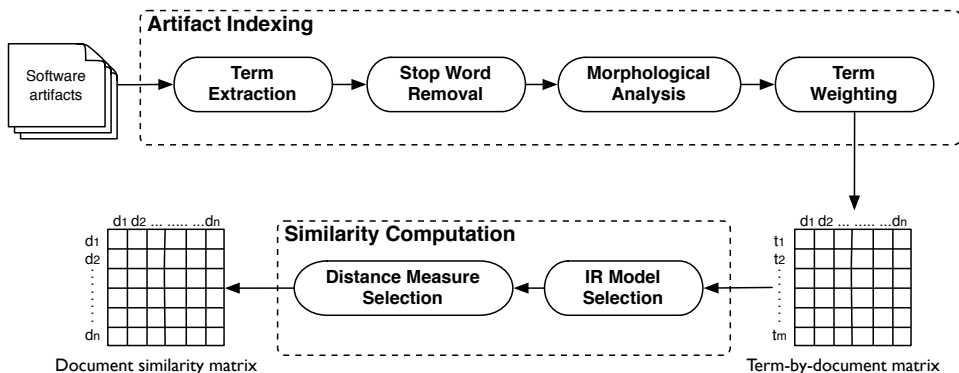 Artifact Indexing
Software
artifacts
Term
Extraction
Stop Word
Removal
Morphological
Analysis
Term
Weighting
d1 d2 ... ..... ...dn
d1
d2
dn
Document similarity matrix
Similarity Computation
Distance Measure
Selection
IR Model
Selection
d1 d2 ... ..... ...dn
t1
t2
tm
Term-by-document matrix